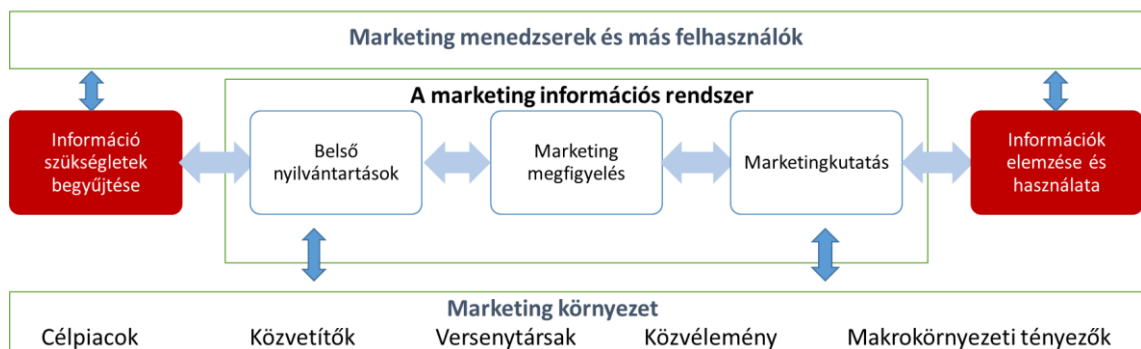 Marketing menedzserek és más felhasználók
A marketing információs rendszer
Információ
szükségletek
begyűjtése
Belső
nyilvántartások
Marketing
megfigyelés
Marketingkutatás
Információk
elemzése és
használata
Marketing környezet
Célpiacok Közvetítők Versenytársak Közvélemény Makrokörnyezeti tényezők